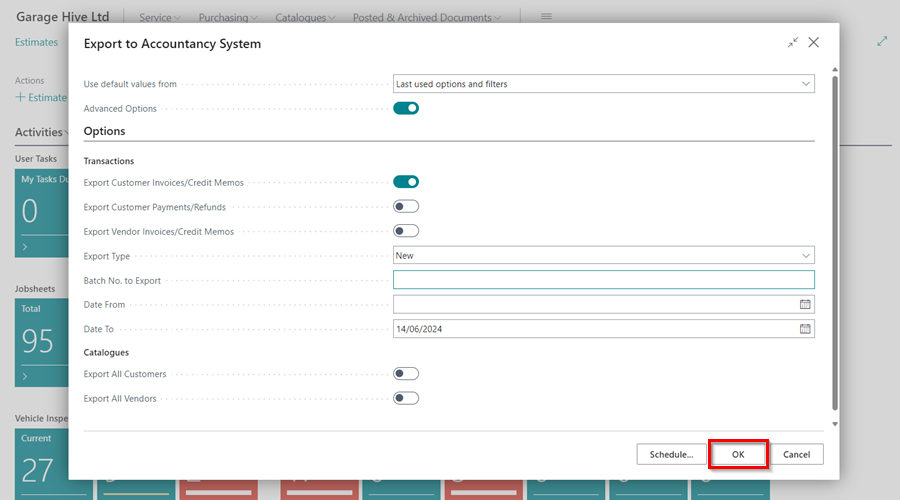 Garage Hive Ltd
Service
Purchasing
Catalogues
Posted & Archived Documents
Estimates
Export to Accountancy System
Actions
+ Estimate
Use default values from
Last used options and filters
Advanced Options
Options
Activities
User Tasks
Transactions
My Tasks Du
Export Customer Invoices/Credit Memos
0
Export Customer Payments/Refunds
Export Vendor Invoices/Credit Memos
Export Type
New
Batch No. to Export
Jobsheets
Date From
Total
95
Date To
14/06/2024
Catalogues
Export All Customers
Export All Vendors
Vehicle Inspe
Current
27
Schedule...
OK
Cancel